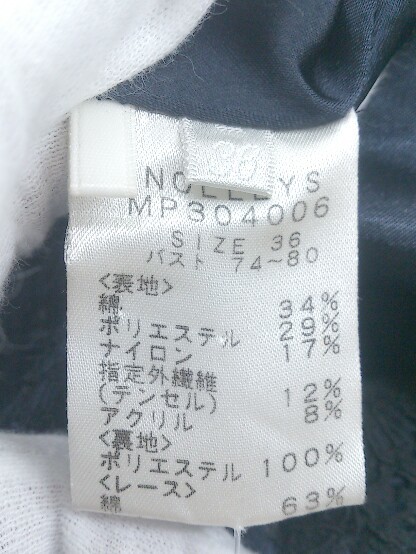 36
NOLLEYS
MP304006
SIZE 36
バスト 74~80
<表地>
綿 34%
ポリエステル 29%
ナイロン 17%
指定外繊維
(テンセル) 12%
アクリル 8%
<裏地>
ポリエステル 100%
<レース>
綿 63%